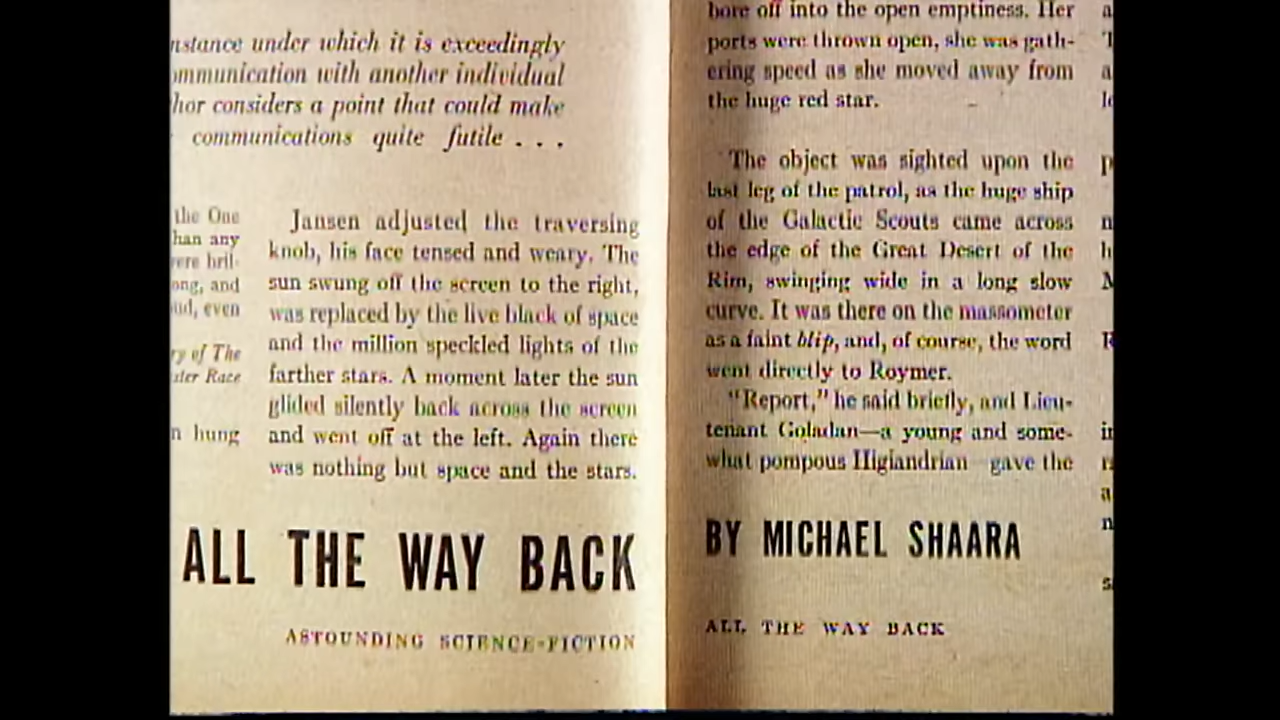 nstance under which it is exceedingly
ommunication with another individual
hor considers a point that could make
communications quite futile . . .
the One
han any
ere bril-
ong, and
ud, even
ry of The
ster Race
n hung
Jansen adjusted the traversing
knob, his face tensed and weary. The
sun swung off the screen to the right,
was replaced by the live black of space
and the million speckled lights of the
farther stars. A moment later the sun
glided silently back across the screen
and went off at the left. Again there
was nothing but space and the stars.
ALL THE WAY BACK
ASTOUNDING SCIENCE-FICTION
bore off into the open emptiness. Her
ports were thrown open, she was gath-
ering speed as she moved away from
the huge red star.
The object was sighted upon the
last leg of the patrol, as the huge ship
of the Galactic Scouts came across
the edge of the Great Desert of the
Rim, swinging wide in a long slow
curve. It was there on the massometer
as a faint blip, and, of course, the word
went directly to Roymer.
"Report," he said briefly, and Lieu-
tenant Goladan—a young and some-
what pompous Higiandrian—gave the
BY MICHAEL SHAARA
ALL THE WAY BACK